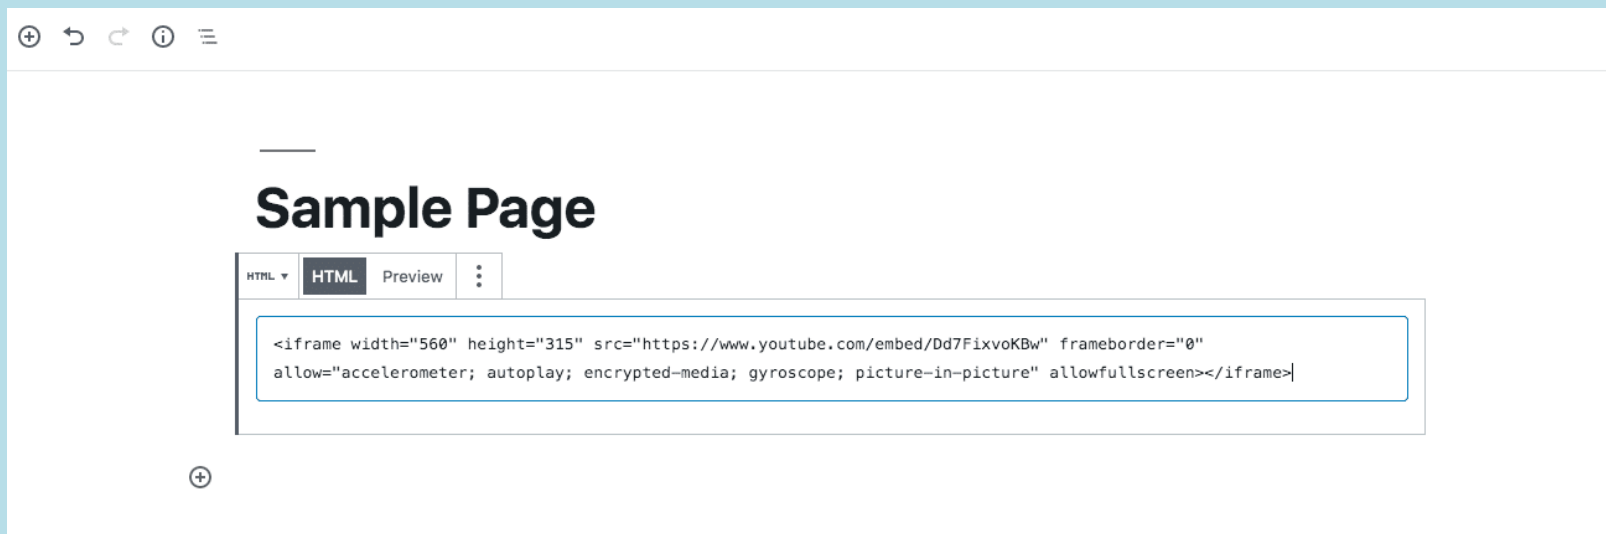 Sample Page
HTML HTML Preview
<iframe width="560" height="315" src="https://www.youtube.com/embed/Dd7FixvoKBw" frameborder="0"
allow="accelerometer; autoplay; encrypted-media; gyroscope; picture-in-picture" allowfullscreen></iframe>